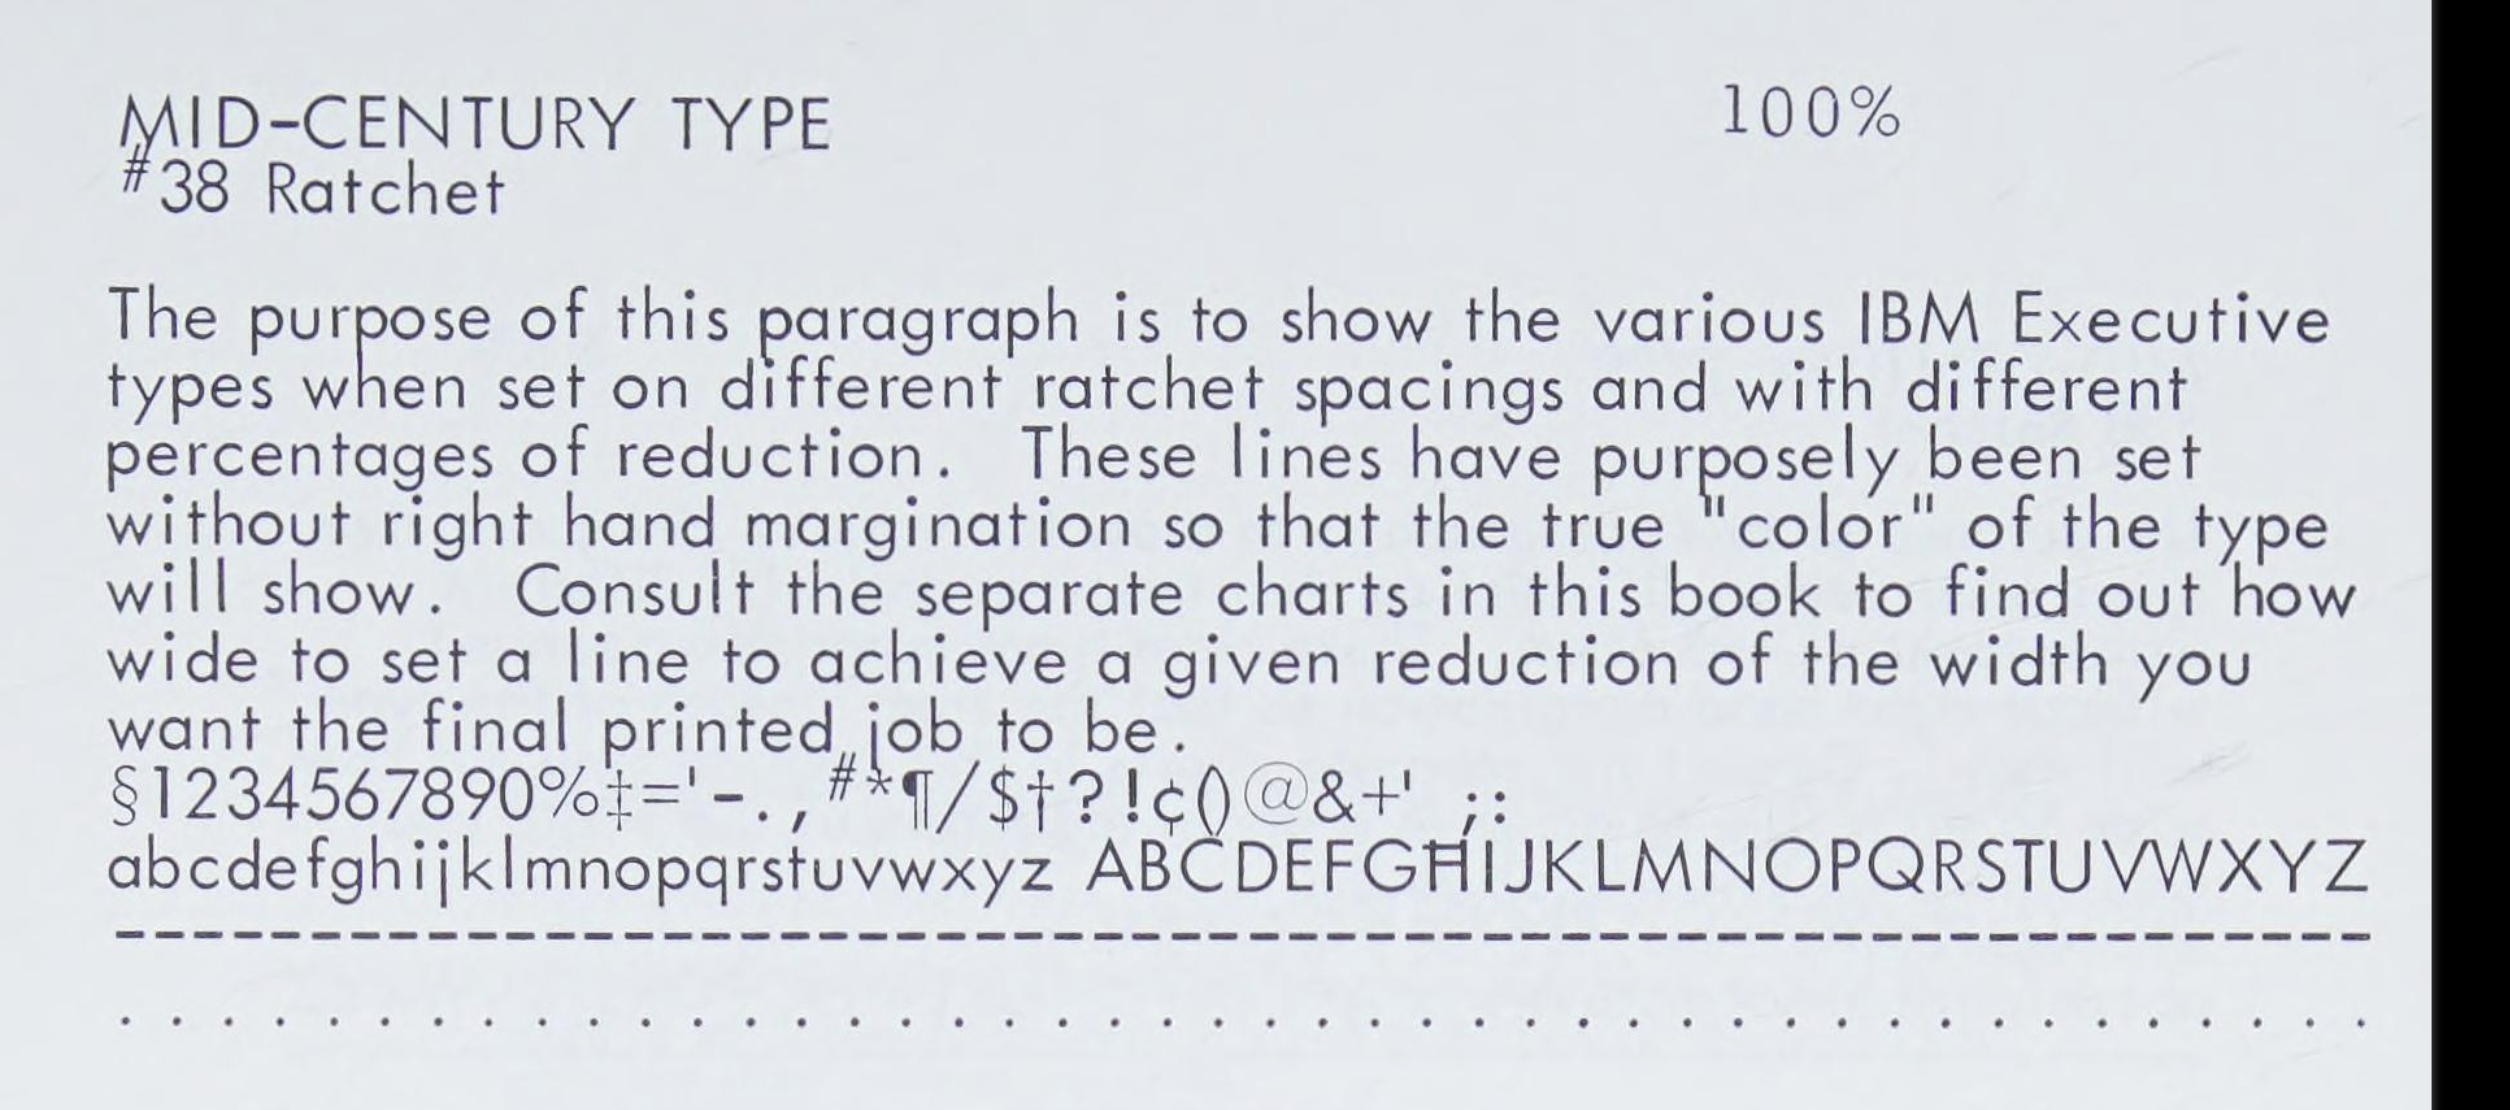 MID-CENTURY TYPE 100%
#38 Ratchet
The purpose of this paragraph is to show the various IBM Executive
types when set on different ratchet spacings and with different
percentages of reduction.  These lines have purposely been set
without right hand margination so that the true "color" of the type
will show.  Consult the separate charts in this book to find out how
wide to set a line to achieve a given reduction of the width you
want the final printed job to be.
§1234567890%‡='-.,#*¶/$†?!¢()@&+' ;:
abcdefghijklmnopqrstuvwxyz ABCDEFGHIJKLMNOPQRSTUVWXYZ
----------------------------------------------------------
. . . . . . . . . . . . . . . . . . . . . . . . . . . . . . . . . . . . . . . . . . . .